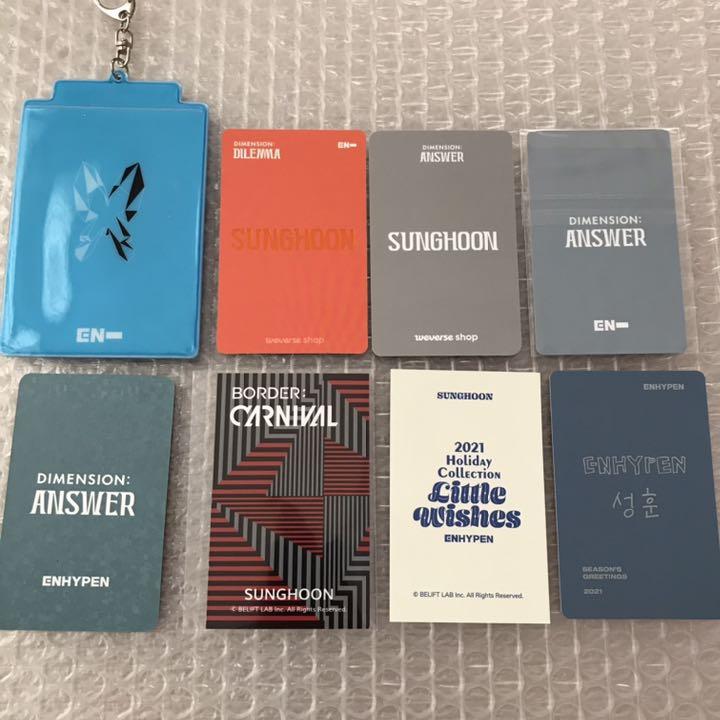 EN-
DIMENSION:
DILEMMA
EN-
SUNGHOON
weverse shop
DIMENSION:
ANSWER
SUNGHOON
weverse shop
DIMENSION:
ANSWER
EN-
DIMENSION:
ANSWER
ENHYPEN
BORDER:
CARNIVAL
SUNGHOON
© BELIFT LAB Inc. All Rights Reserved.
SUNGHOON
2021
Holiday
Collection
Little
Wishes
ENHYPEN
© BELIFT LAB Inc. All Rights Reserved.
ENHYPEN
ENHYPEN
성훈
SEASON'S
GREETINGS
2021